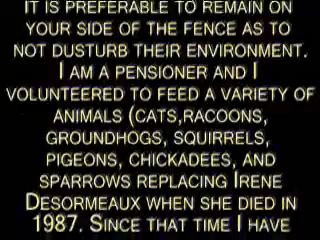 IT IS PREFERABLE TO REMAIN ON
YOUR SIDE OF THE FENCE AS TO
NOT DUSTURB THEIR ENVIRONMENT.
I AM A PENSIONER AND I
VOLUNTEERED TO FEED A VARIETY OF
ANIMALS (CATS,RACOONS,
GROUNDHOGS, SQUIRRELS,
PIGEONS, CHICKADEES, AND
SPARROWS REPLACING IRENE
DESORMEAUX WHEN SHE DIED IN
1987. SINCE THAT TIME I HAVE